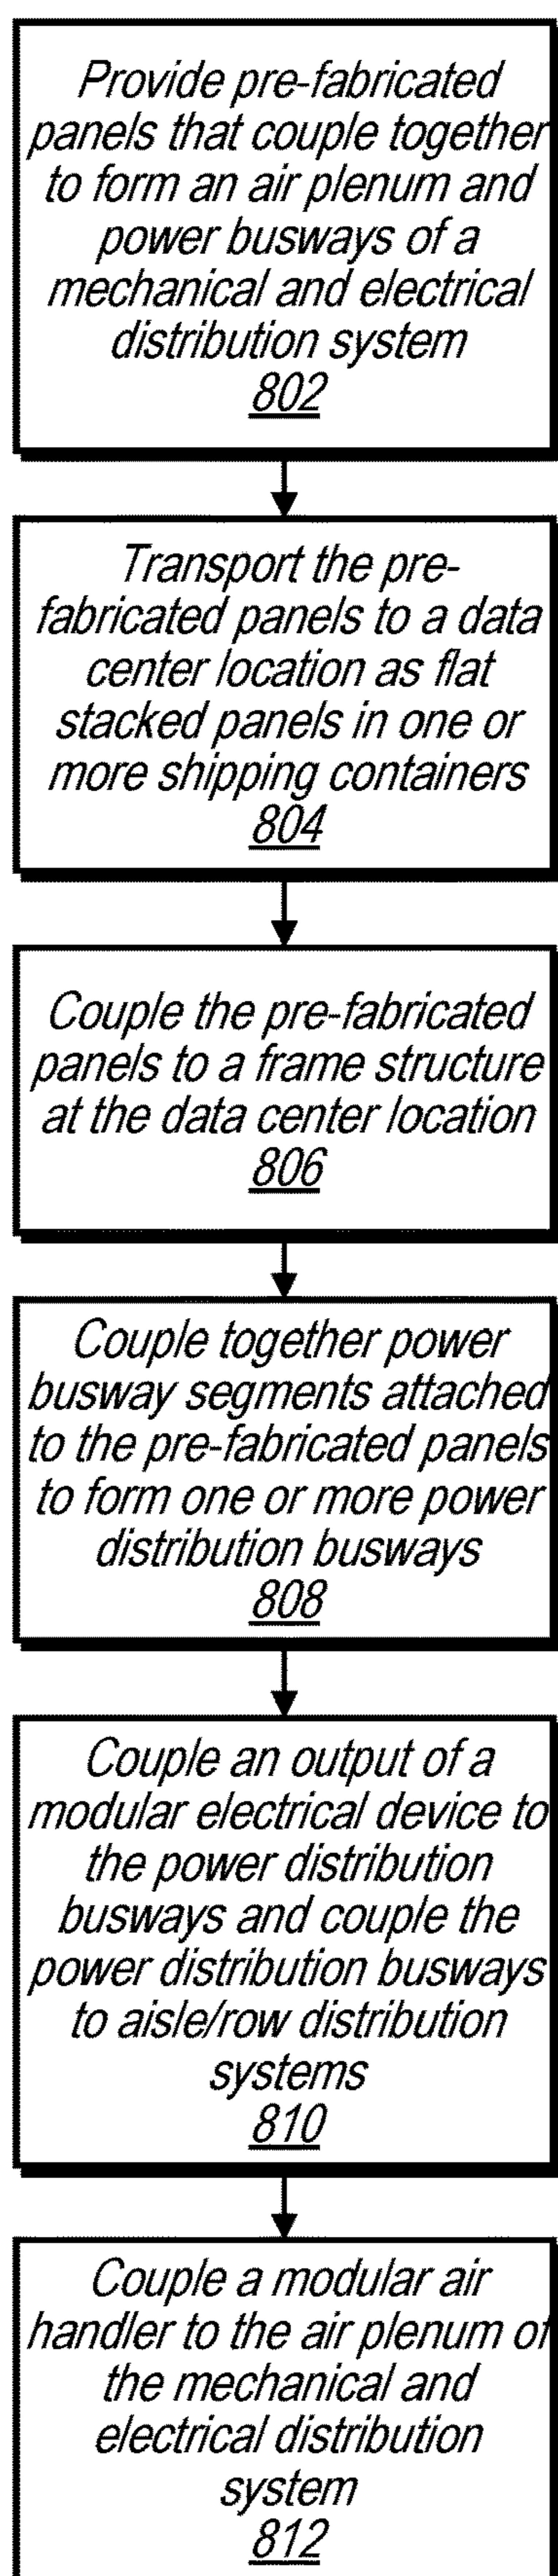 Provide pre-fabricated
panels that couple together
to form an air plenum and
power busways of a
mechanical and electrical
distribution system
802
Transport the pre-
fabricated panels to a data
center location as flat
stacked panels in one or
more shipping containers
804
Couple the pre-fabricated
panels to a frame structure
at the data center location
806
Couple together power
busway segments attached
to the pre-fabricated panels
to form one or more power
distribution busways
808
Couple an output of a
modular electrical device to
the power distribution
busways and couple the
power distribution busways
to aisle/row distribution
systems
810
Couple a modular air
handler to the air plenum of
the mechanical and
electrical distribution
system
812